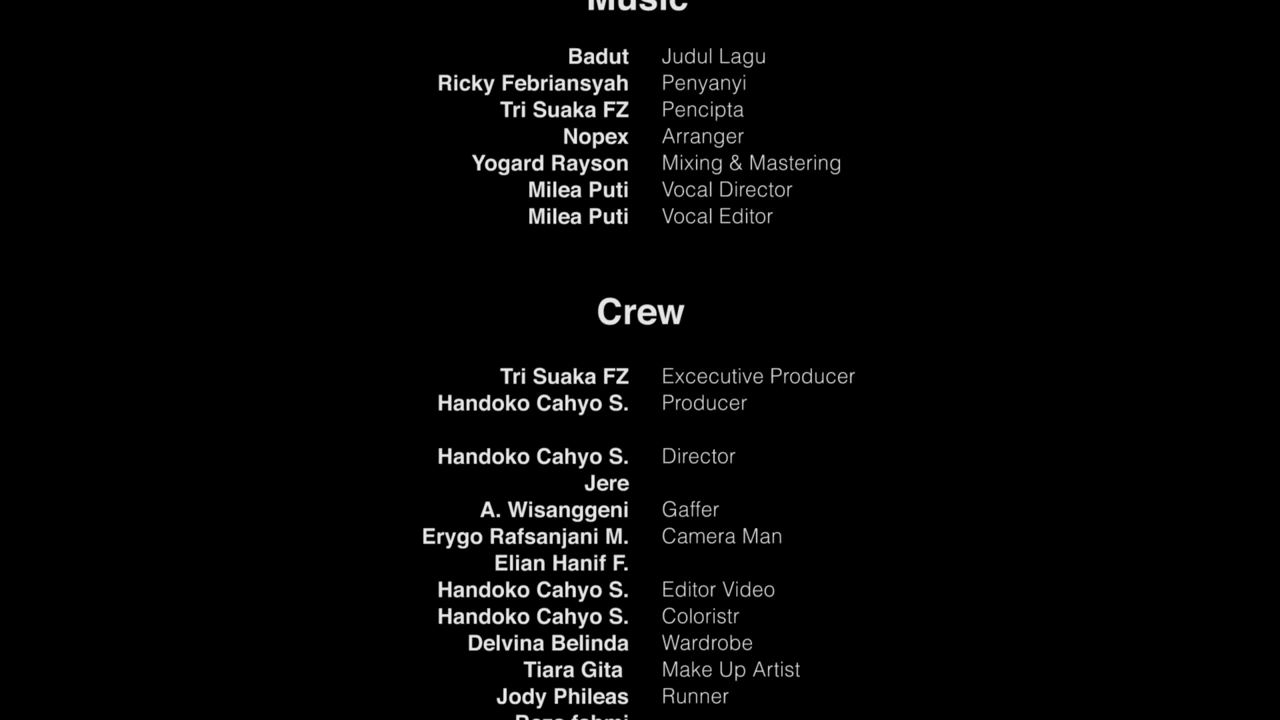 Music
Badut Judul Lagu
Ricky Febriansyah Penyanyi
Tri Suaka FZ Pencipta
Nopex Arranger
Yogard Rayson Mixing & Mastering
Milea Puti Vocal Director
Milea Puti Vocal Editor
Crew
Tri Suaka FZ Excecutive Producer
Handoko Cahyo S. Producer
Handoko Cahyo S. Director
Jere
A. Wisanggeni Gaffer
Erygo Rafsanjani M. Camera Man
Elian Hanif F.
Handoko Cahyo S. Editor Video
Handoko Cahyo S. Coloristr
Delvina Belinda Wardrobe
Tiara Gita Make Up Artist
Jody Phileas Runner